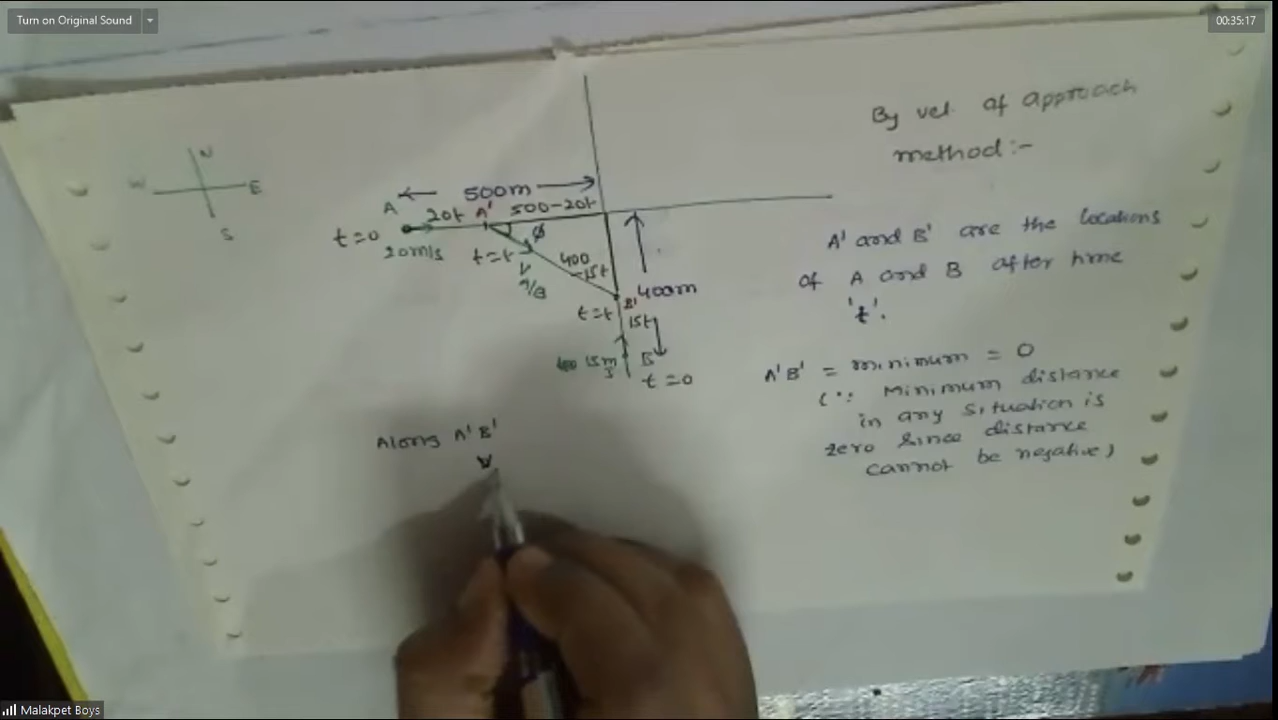 Turn on Original Sound
00:35:17
By vel. of approach
method:-
N
W
E
S
500m
A
20t
A'
500-20t
t=0
20m/s
t=t
ϕ
V
A/B
400
-15t
400m
B'
t=t
15t
15 m/s
B
t=0
A' and B' are the locations
of A and B after time
't'.
A'B' = minimum = 0
(∵ Minimum distance
in any situation is
zero since distance
cannot be negative)
Along A'B'
V
Malakpet Boys